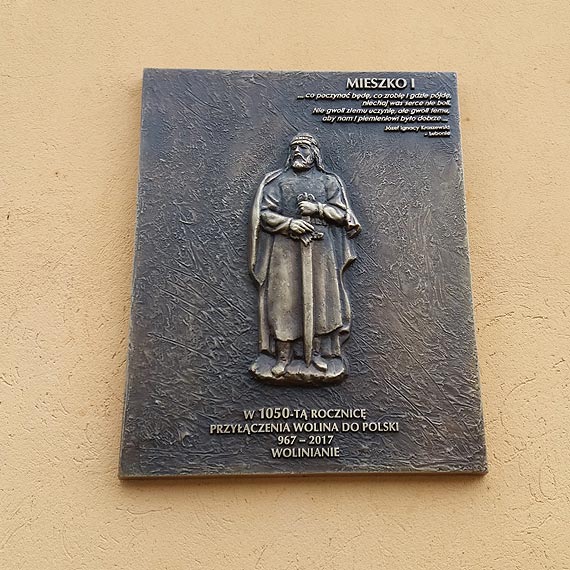 MIESZKO I
... co poczynać będę, co zrobię i gdzie pójdę,
niechaj was serce nie boli.
Nie gwoli złemu uczynię, ale gwoli temu,
aby nam i plemieniowi było dobrze ...
Józef Ignacy Kraszewski
- Lubonie
W 1050-TĄ ROCZNICĘ
PRZYŁĄCZENIA WOLINA DO POLSKI
967 – 2017
WOLINIANIE